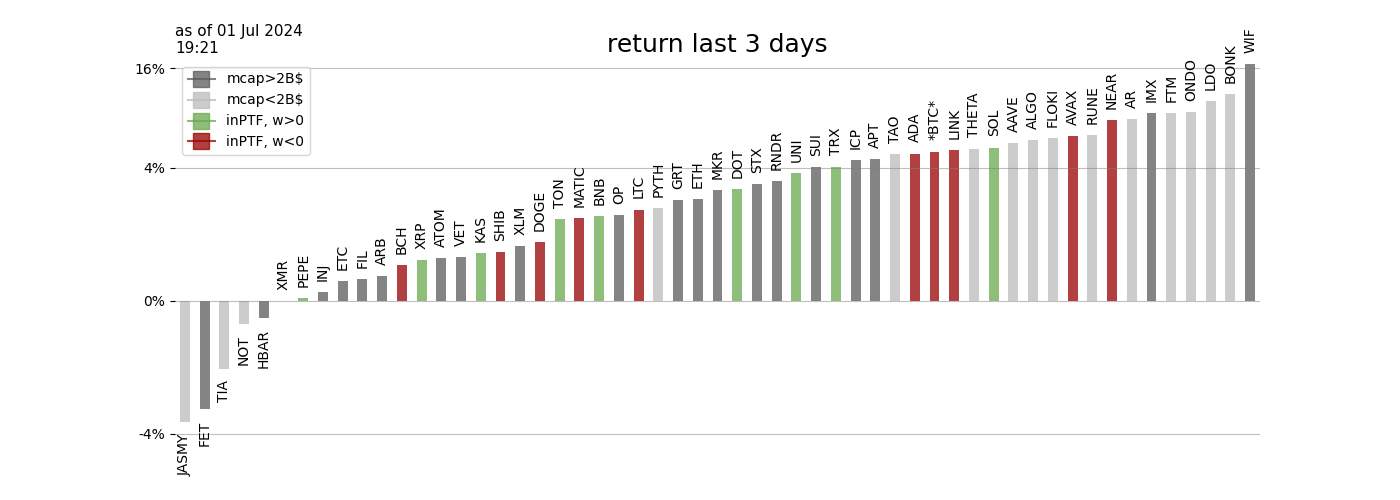 as of 01 Jul 2024
19:21
return last 3 days
16%
4%
0%
-4%
mcap>2B$
mcap<2B$
inPTF, w>0
inPTF, w<0
JASMY
FET
TIA
NOT
HBAR
XMR
PEPE
INJ
ETC
FIL
ARB
BCH
XRP
ATOM
VET
KAS
SHIB
XLM
DOGE
TON
MATIC
BNB
OP
LTC
PYTH
GRT
ETH
MKR
DOT
STX
RNDR
UNI
SUI
TRX
ICP
APT
TAO
ADA
*BTC*
LINK
THETA
SOL
AAVE
ALGO
FLOKI
AVAX
RUNE
NEAR
AR
IMX
FTM
ONDO
LDO
BONK
WIF